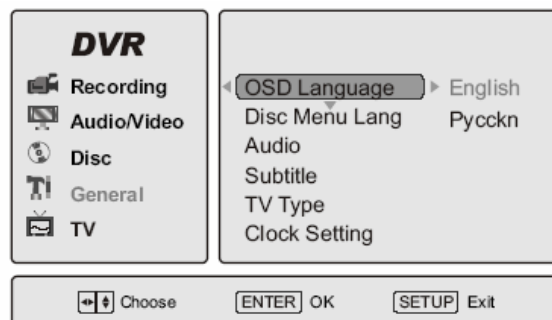 DVR
Recording
Audio/Video
Disc
General
TV
OSD Language English
Disc Menu Lang Pycckn
Audio
Subtitle
TV Type
Clock Setting
Choose ENTER OK SETUP Exit